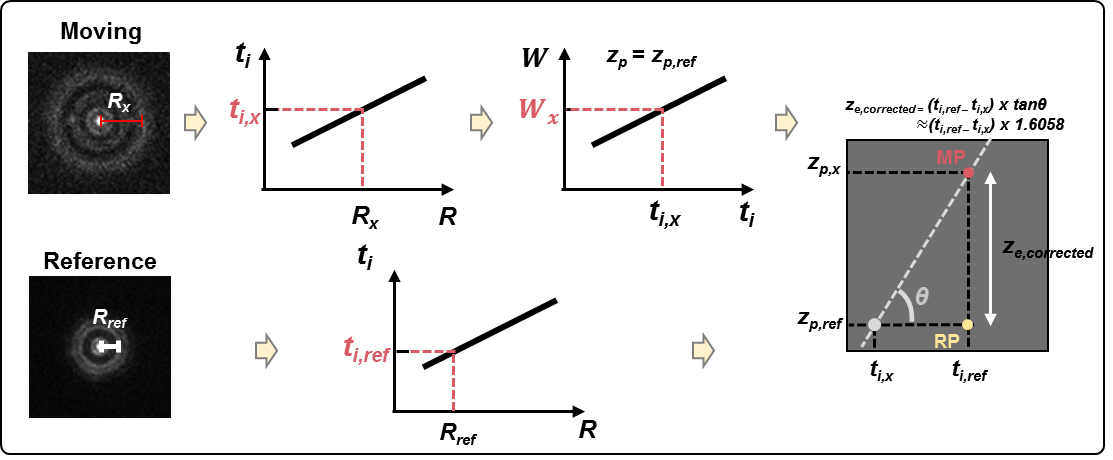 Moving
R_x
t_i
t_i,x
R_x
R
W
z_p = z_p,ref
W_x
t_i,x
t_i
z_e,corrected = (t_i,ref – t_i,x) x tanθ
≈(t_i,ref – t_i,x) x 1.6058
MP
z_p,x
z_e,corrected
θ
z_p,ref
RP
t_i,x
t_i,ref
Reference
R_ref
t_i
t_i,ref
R_ref
R